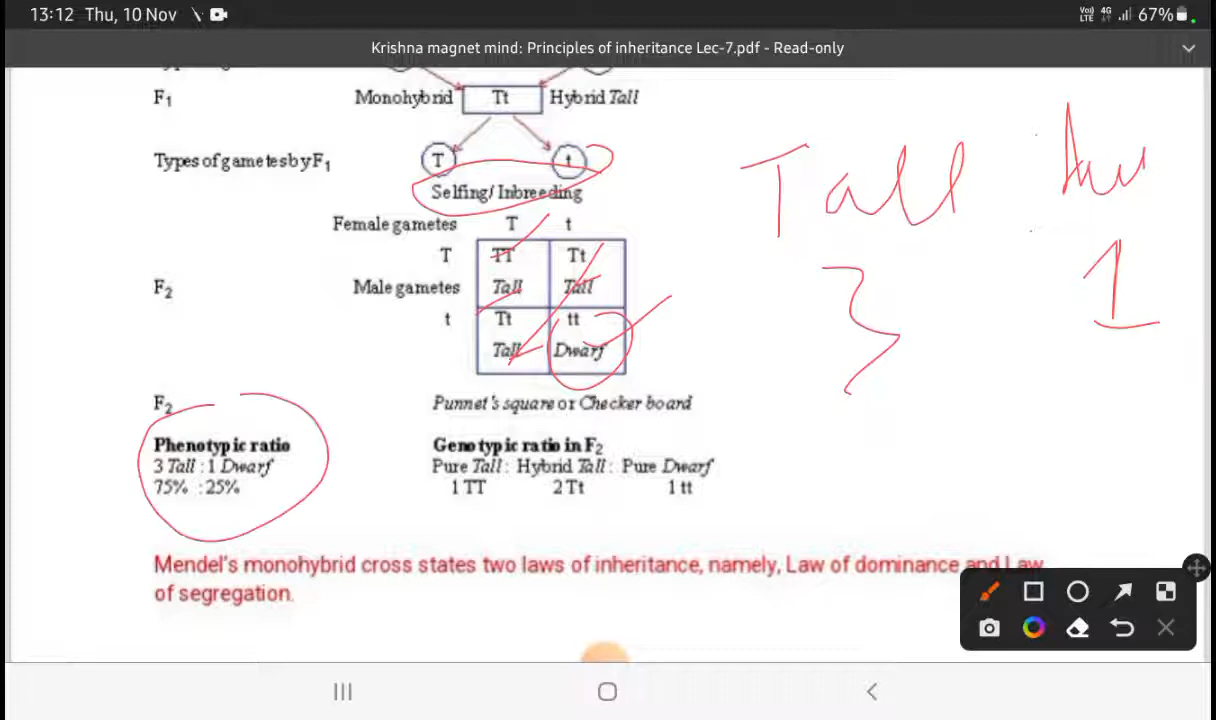 13:12 Thu, 10 Nov
Vo)) LTE 4G 67%
Krishna magnet mind: Principles of inheritance Lec-7.pdf - Read-only
F1 Monohybrid Tt Hybrid Tall
Types of gametes by F1 T t
Selfing/ Inbreeding
Female gametes T t
T TT Tt
F2 Male gametes Tall Tall
t Tt tt
Tall Dwarf
F2 Punnet's square or Checker board
Phenotypic ratio Genotypic ratio in F2
3 Tall : 1 Dwarf Pure Tall : Hybrid Tall : Pure Dwarf
75% : 25% 1 TT 2 Tt 1 tt
Mendel's monohybrid cross states two laws of inheritance, namely, Law of dominance and Law
of segregation.
Tall
3 1